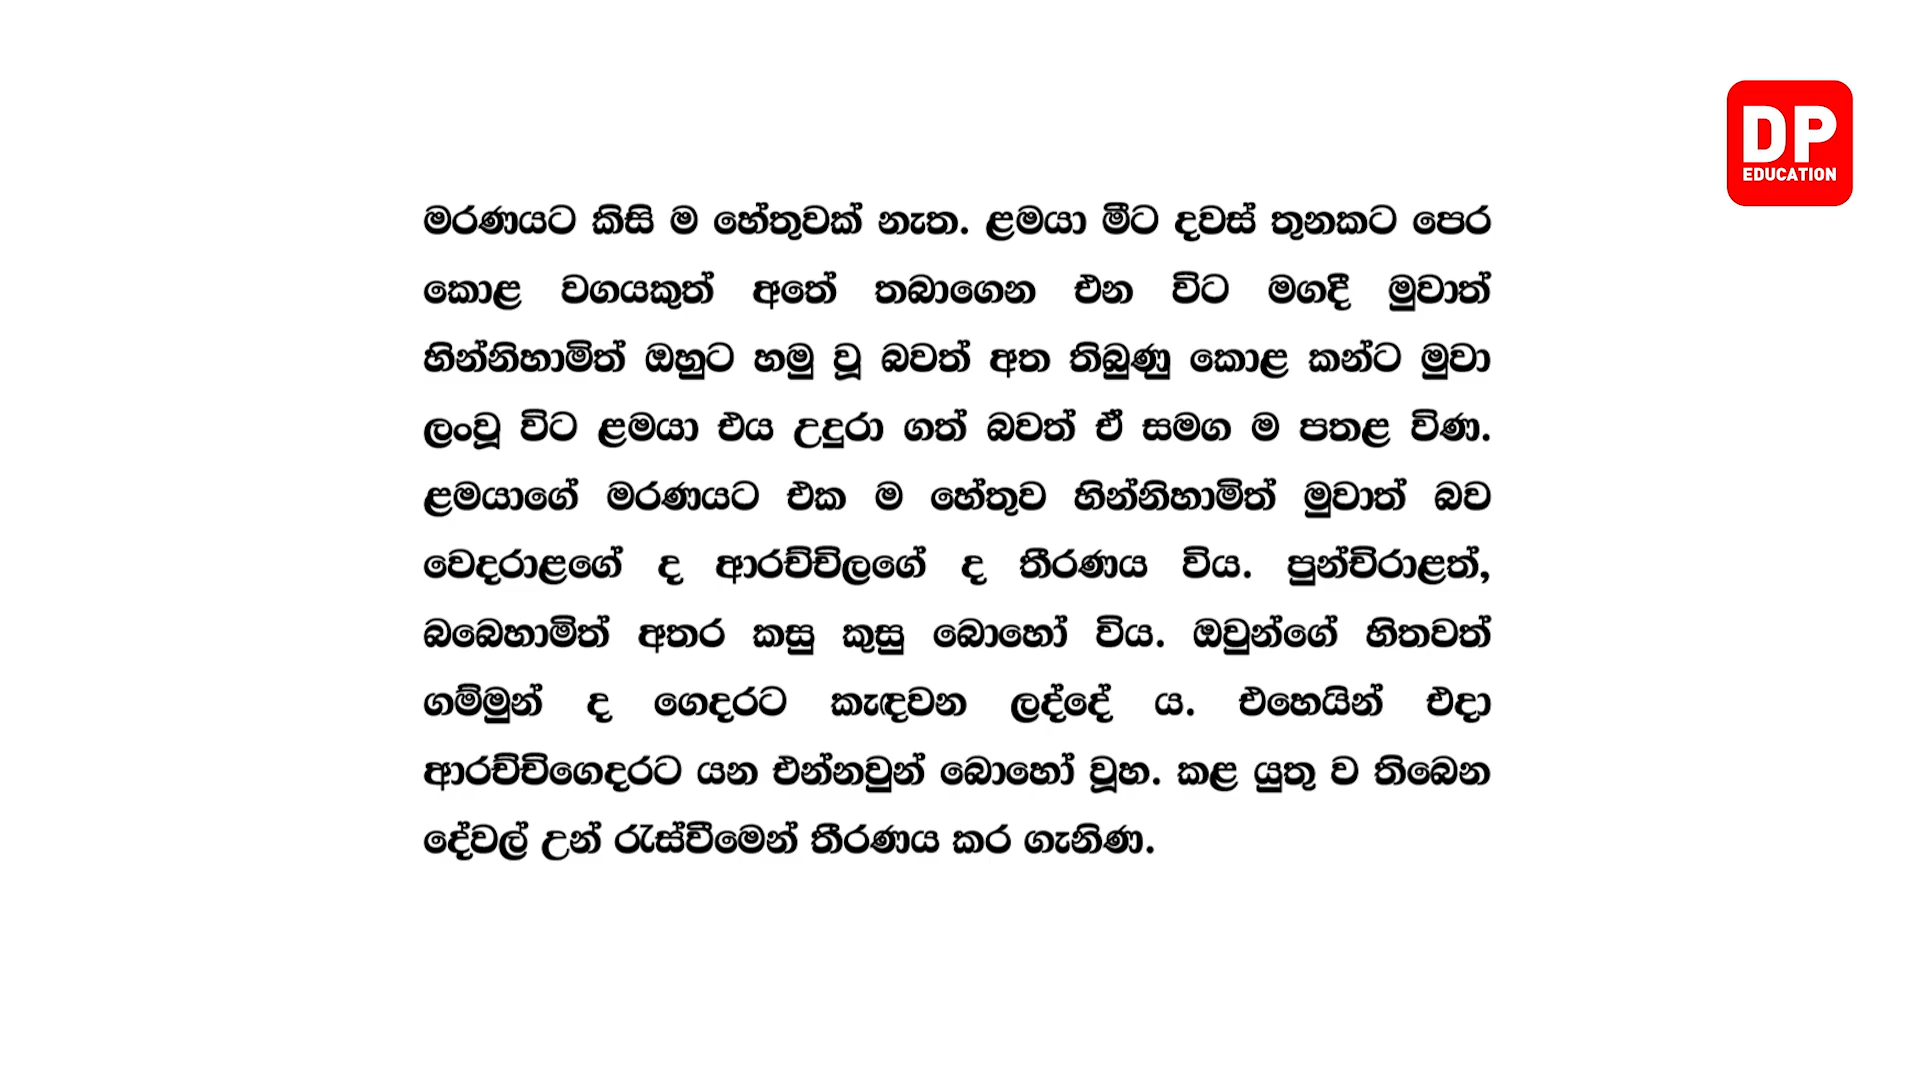 DP
EDUCATION
මරණයට කිසි ම හේතුවක් නැත. ළමයා මීට දවස් තුනකට පෙර
කොළ වගයකුත් අතේ තබාගෙන එන විට මගදී මුවාත්
හින්නිහාමිත් ඔහුට හමු වූ බවත් අත තිබුණු කොළ කන්ට මුවා
ලංවූ විට ළමයා එය උදුරා ගත් බවත් ඒ සමග ම පතළ විණ.
ළමයාගේ මරණයට එක ම හේතුව හින්නිහාමිත් මුවාත් බව
වෙදරාළගේ ද ආරච්චිලගේ ද තීරණය විය. පුන්චිරාළත්,
බබෙහාමිත් අතර කසු කුසු බොහෝ විය. ඔවුන්ගේ හිතවත්
ගම්මුන් ද ගෙදරට කැඳවන ලද්දේ ය. එහෙයින් එදා
ආරච්චිගෙදරට යන එන්නවුන් බොහෝ වූහ. කළ යුතු ව තිබෙන
දේවල් උන් රැස්වීමෙන් තීරණය කර ගැනිණ.